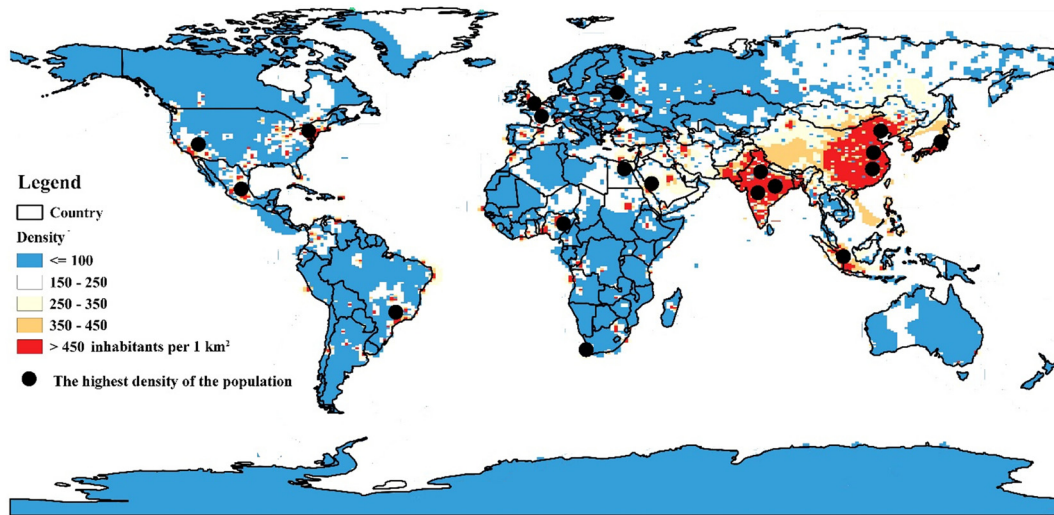 Legend
Country
Density
<= 100
150 - 250
250 - 350
350 - 450
> 450 inhabitants per 1 km²
The highest density of the population